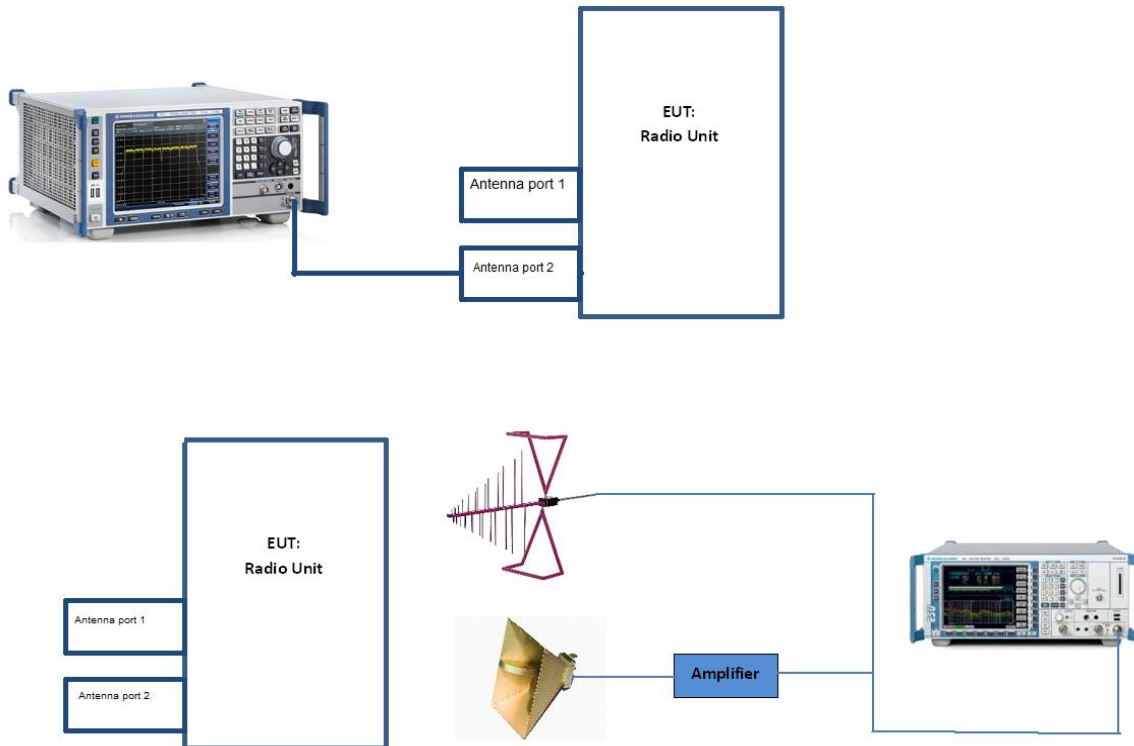 EUT:
Radio Unit
Antenna port 1
Antenna port 2
EUT:
Radio Unit
Antenna port 1
Antenna port 2
Amplifier